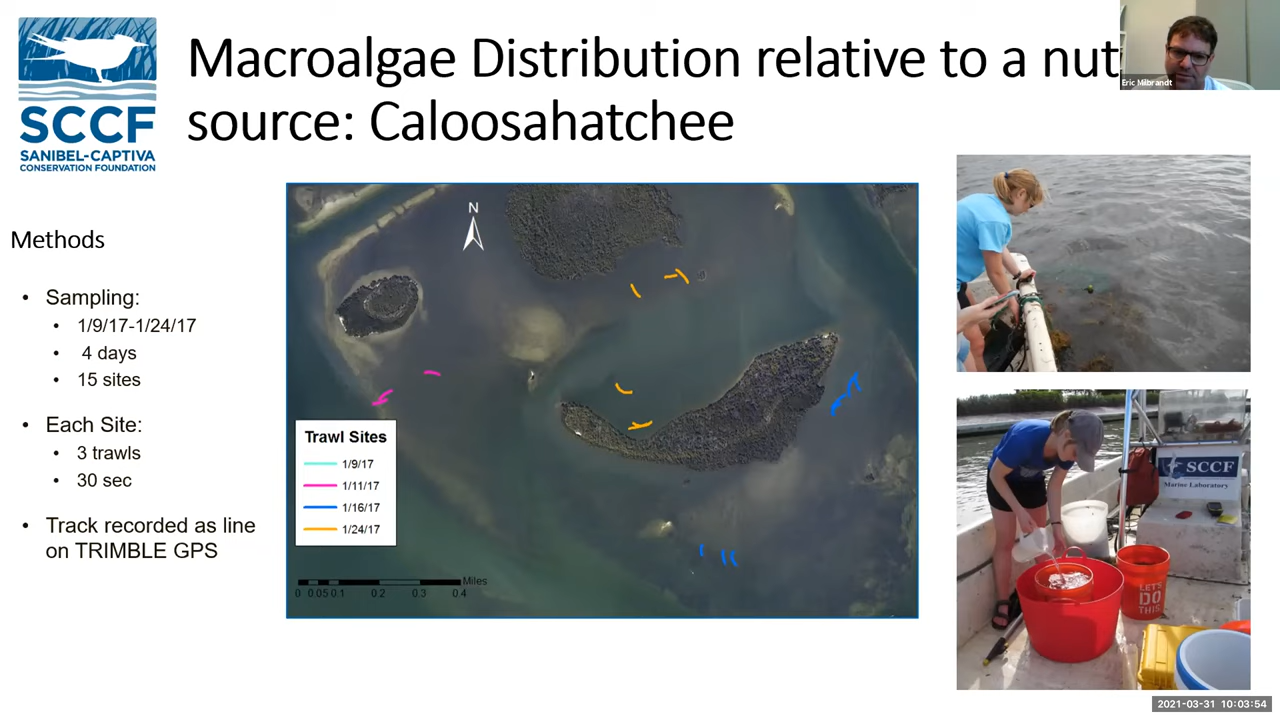 Macroalgae Distribution relative to a nut
source: Caloosahatchee
Eric Milbrandt
SCCF
SANIBEL-CAPTIVA
CONSERVATION FOUNDATION
Methods
• Sampling:
• 1/9/17-1/24/17
• 4 days
• 15 sites
• Each Site:
• 3 trawls
• 30 sec
• Track recorded as line
on TRIMBLE GPS
N
Trawl Sites
1/9/17
1/11/17
1/16/17
1/24/17
Miles
0 0.05 0.1 0.2 0.3 0.4
SCCF
Marine Laboratory
LET'S
DO
THIS.
2021-03-31 10:03:54